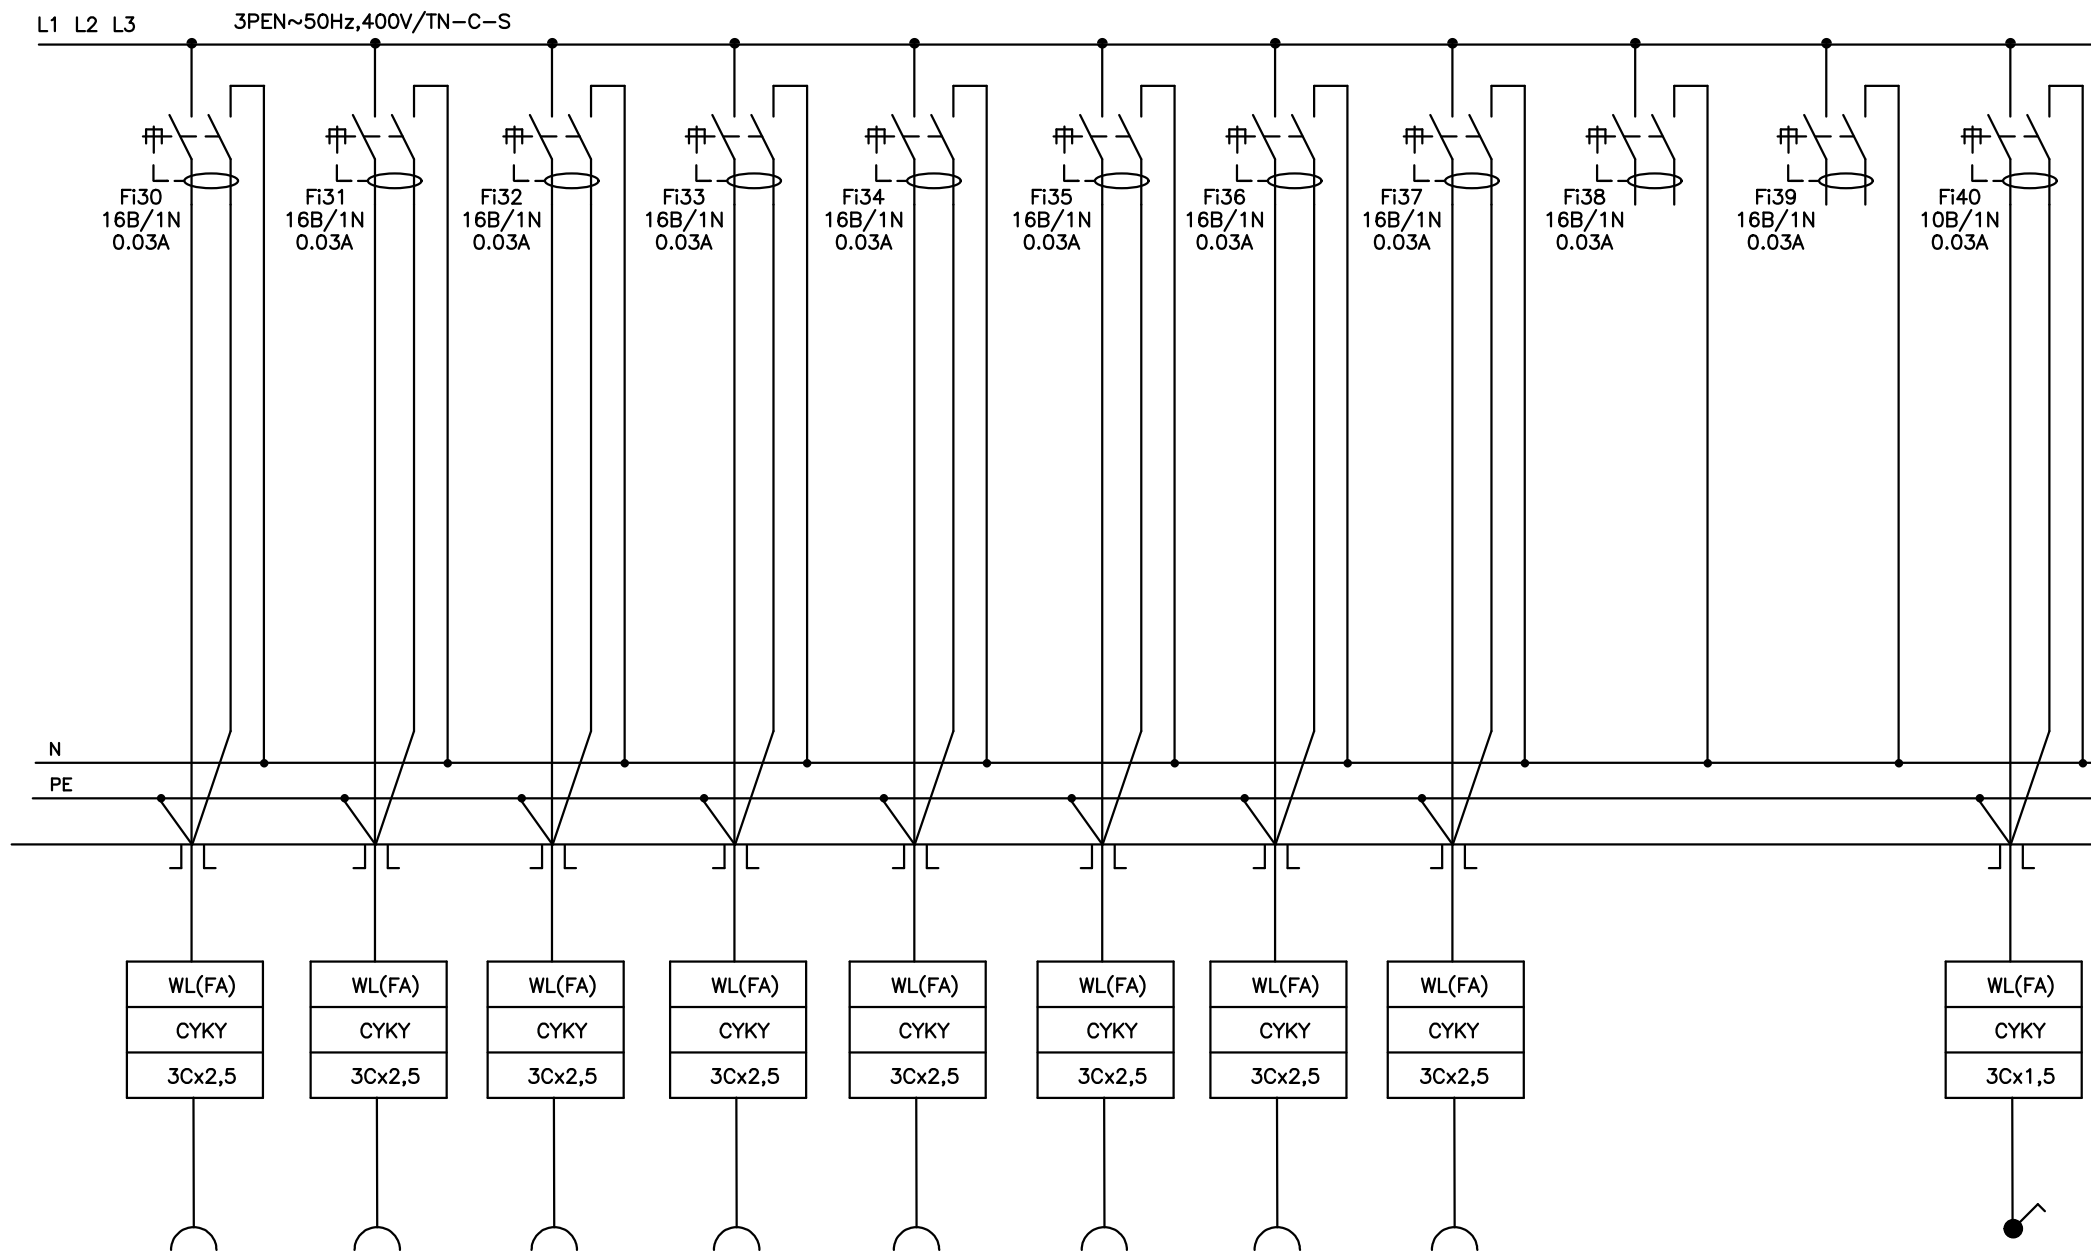 L1 L2 L3
3PEN~50Hz,400V/TN-C-S
Fi30
16B/1N
0.03A
Fi31
16B/1N
0.03A
Fi32
16B/1N
0.03A
Fi33
16B/1N
0.03A
Fi34
16B/1N
0.03A
Fi35
16B/1N
0.03A
Fi36
16B/1N
0.03A
Fi37
16B/1N
0.03A
Fi38
16B/1N
0.03A
Fi39
16B/1N
0.03A
Fi40
10B/1N
0.03A
N
PE
WL(FA)
CYKY
3Cx2,5
WL(FA)
CYKY
3Cx2,5
WL(FA)
CYKY
3Cx2,5
WL(FA)
CYKY
3Cx2,5
WL(FA)
CYKY
3Cx2,5
WL(FA)
CYKY
3Cx2,5
WL(FA)
CYKY
3Cx2,5
WL(FA)
CYKY
3Cx2,5
WL(FA)
CYKY
3Cx1,5